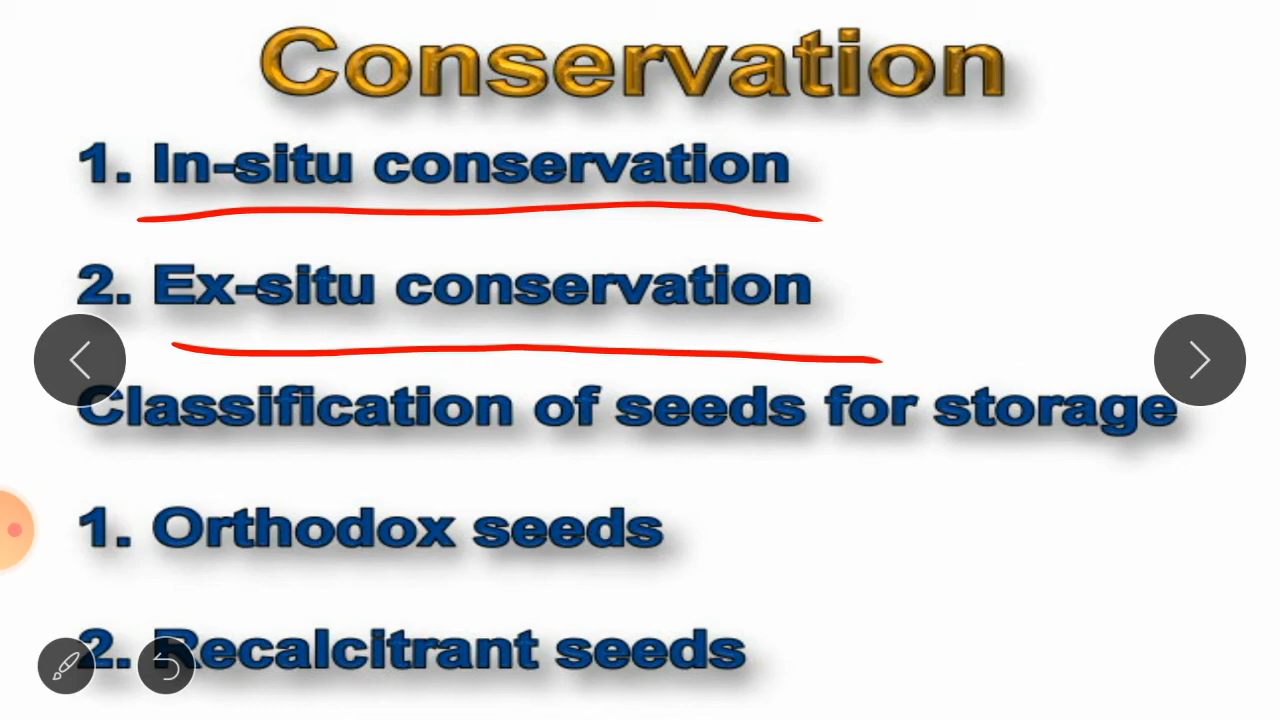 Conservation
1. In-situ conservation
2. Ex-situ conservation
Classification of seeds for storage
1. Orthodox seeds
2. Recalcitrant seeds